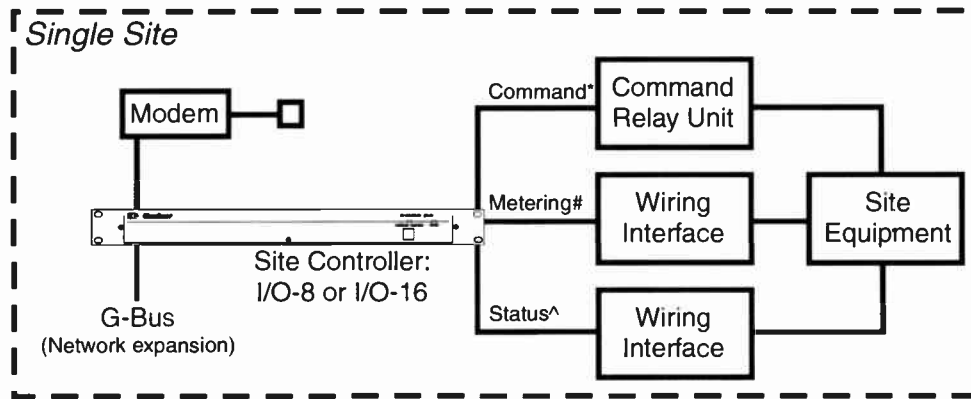 Single Site
Modem
Command*
Command
Relay Unit
Metering#
Wiring
Interface
Site
Equipment
Site Controller:
I/O-8 or I/O-16
G-Bus
(Network expansion)
Status^
Wiring
Interface